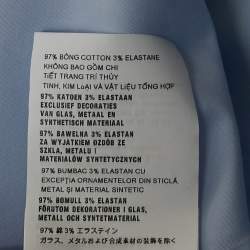 97% BÔNG COTTON 3% ELASTANE
KHÔNG BAO GỒM CHI
TIẾT TRANG TRÍ THỦY
TINH, KIM LOẠI VÀ VẬT LIỆU TỔNG HỢP
97% KATOEN 3% ELASTAAN
EXCLUSIEF DECORATIES
VAN GLAS, METAAL EN
SYNTHETISCH MATERIAAL
97% BAWEŁNA 3% ELASTAN
ZA WYJĄTKIEM OZDÓB ZE
SZKŁA, METALU I
MATERIAŁÓW SYNTETYCZNYCH
97% BUMBAC 3% ELASTAN CU
EXCEPȚIA ORNAMENTELOR DIN STICLĂ,
METAL ȘI MATERIAL SINTETIC
97% BOMULL 3% ELASTAN
FÖRUTOM DEKORATIONER I GLAS,
METALL OCH SYNTETMATERIAL
97% 綿 3% エラステイン
ガラス、メタルおよび合成素材の装飾を除く